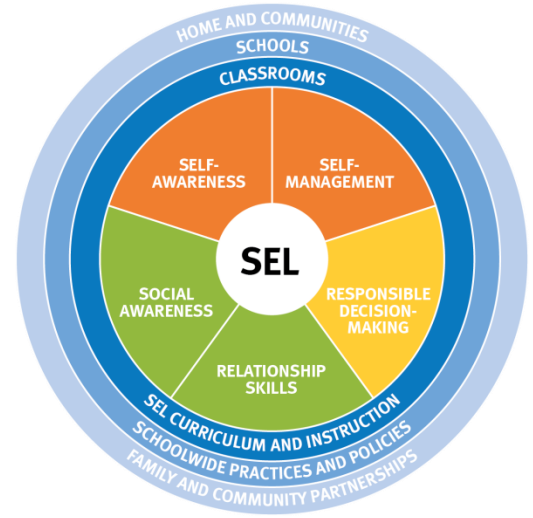 HOME AND COMMUNITIES
SCHOOLS
CLASSROOMS
SELF-
AWARENESS
SELF-
MANAGEMENT
SEL
SOCIAL
AWARENESS
RESPONSIBLE
DECISION-
MAKING
RELATIONSHIP
SKILLS
SEL CURRICULUM AND INSTRUCTION
SCHOOLWIDE PRACTICES AND POLICIES
FAMILY AND COMMUNITY PARTNERSHIPS